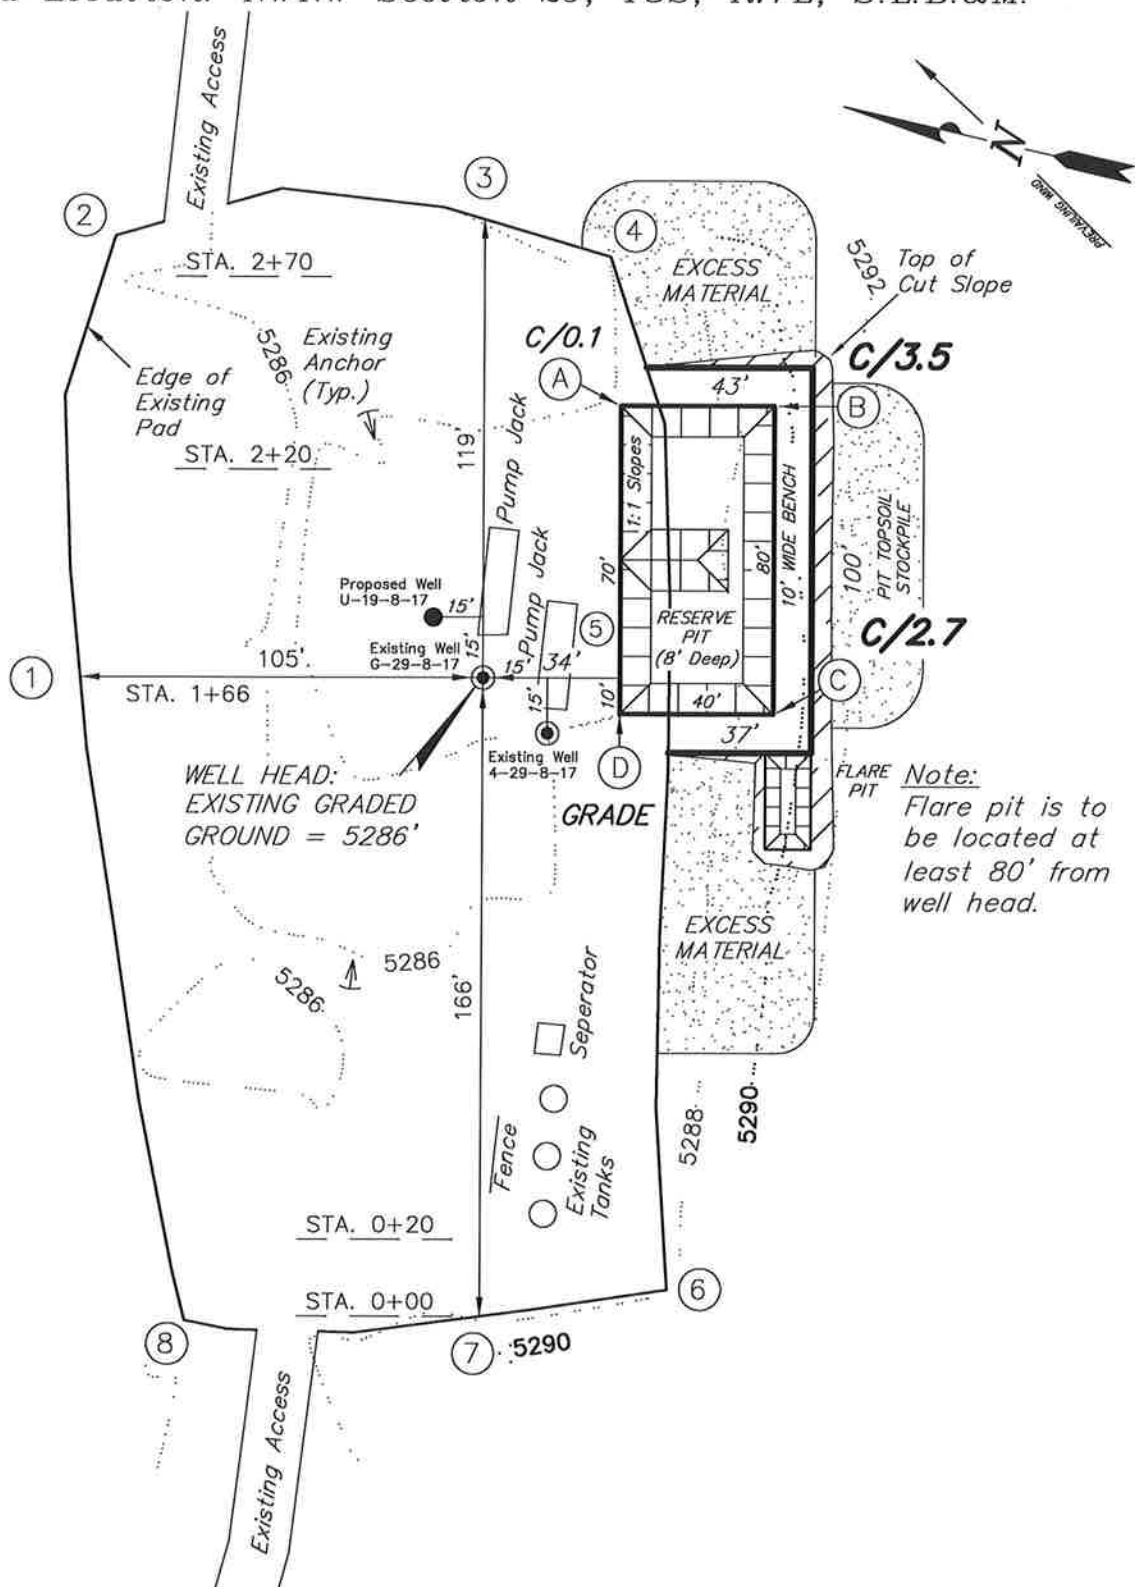 Section 29, T8S, R17E, S.L.B.&M.
Existing Access
N
PREVAILING WIND
2
3
4
STA. 2+70
EXCESS
MATERIAL
5292
Top of
Cut Slope
5286
Existing
Anchor
(Typ.)
C/0.1
C/3.5
Edge of
Existing
Pad
A
43'
B
STA. 2+20
119'
Pump Jack
1:1 Slopes
10' WIDE BENCH
100'
PIT TOPSOIL
STOCKPILE
Pump Jack
70'
80'
Proposed Well
U-19-8-17
15'
15'
5
RESERVE
PIT
(8' Deep)
C/2.7
Existing Well
G-29-8-17
1
105'
15'
34'
C
STA. 1+66
15'
10'
40'
37'
Existing Well
4-29-8-17
D
WELL HEAD:
EXISTING GRADED
GROUND = 5286'
GRADE
FLARE
PIT
Note:
Flare pit is to
be located at
least 80' from
well head.
EXCESS
MATERIAL
5286
5286
166'
Seperator
Fence
Existing
Tanks
5288
5290
STA. 0+20
STA. 0+00
6
8
7
5290
Existing Access